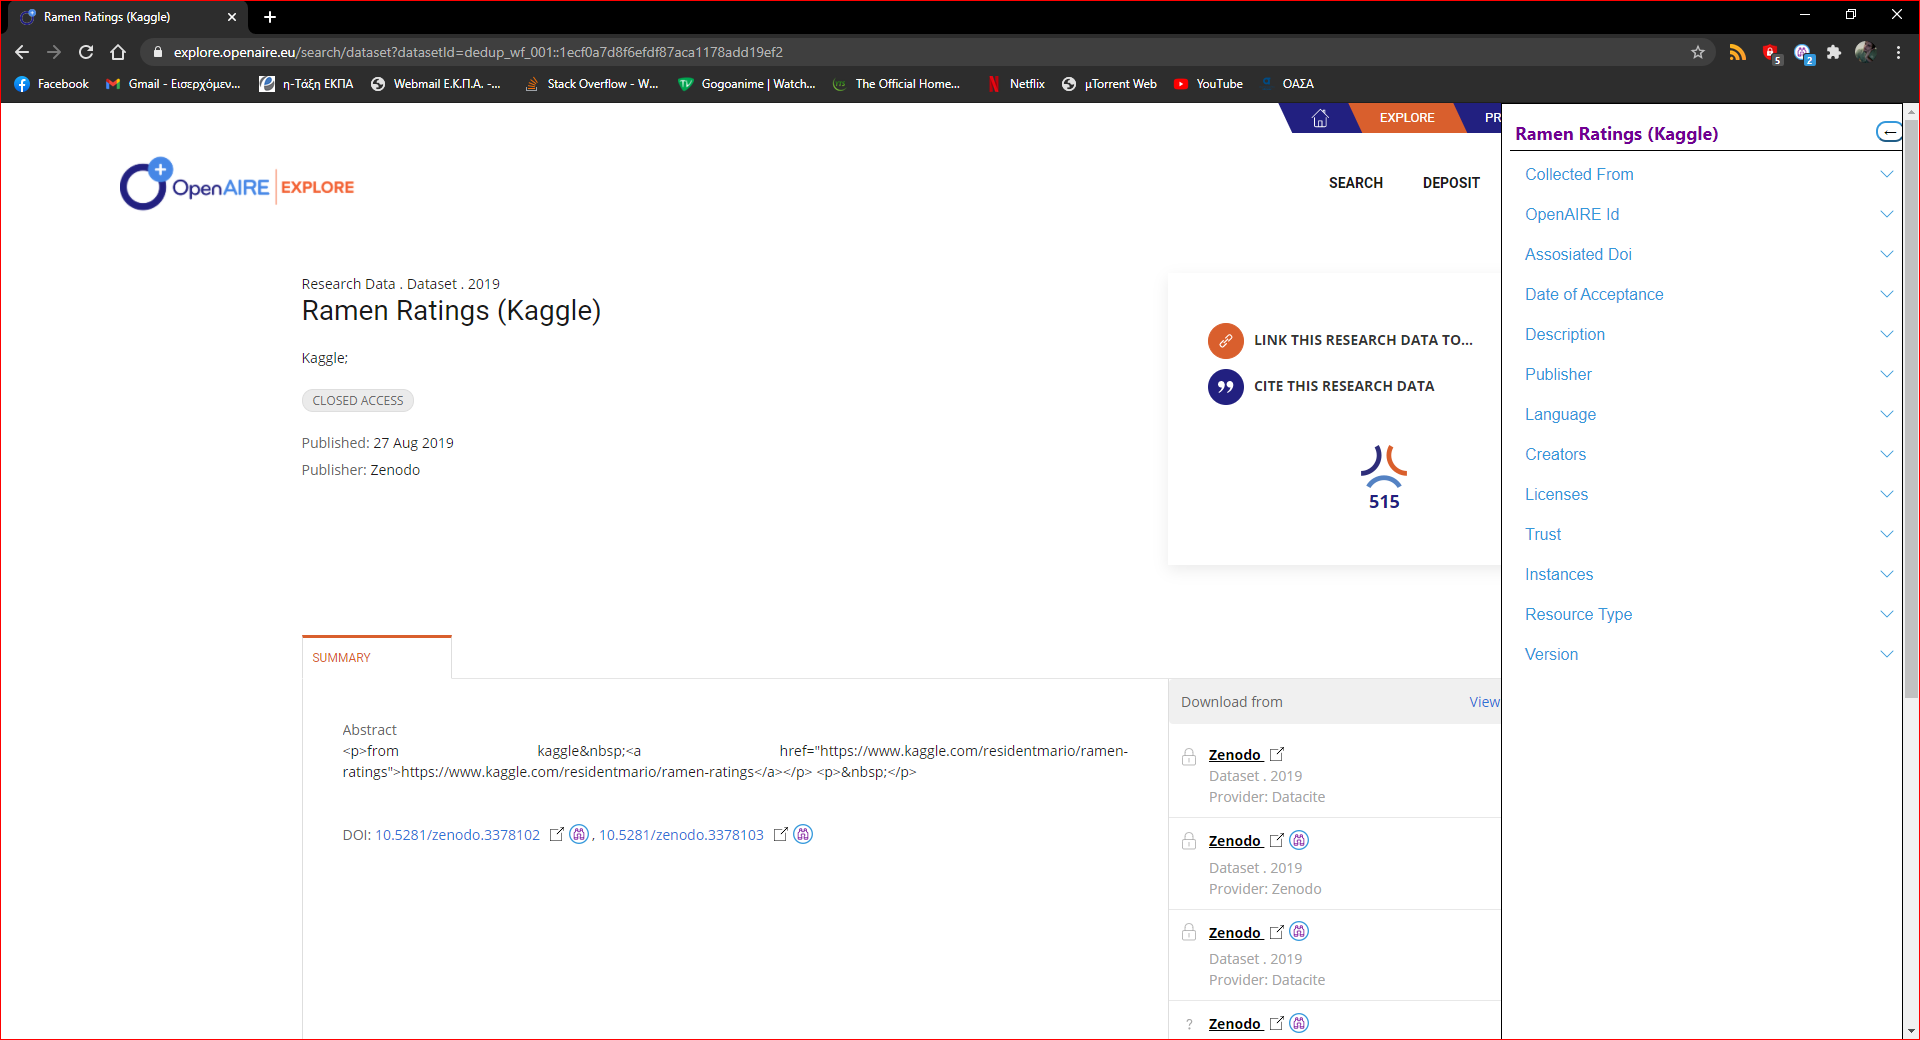 Ramen Ratings (Kaggle)
explore.openaire.eu/search/dataset?datasetId=dedup_wf_001::1ecf0a7d8f6efdf87aca1178add19ef2
5
2
Facebook
Gmail - Εισερχόμεν...
η-Τάξη ΕΚΠΑ
Webmail Ε.Κ.Π.Α. -...
Stack Overflow - W...
Gogoanime | Watch...
The Official Home...
Netflix
μTorrent Web
YouTube
ΟΑΣΑ
EXPLORE
PR
OpenAIRE | EXPLORE
SEARCH
DEPOSIT
Research Data . Dataset . 2019
Ramen Ratings (Kaggle)
Kaggle;
CLOSED ACCESS
Published: 27 Aug 2019
Publisher: Zenodo
LINK THIS RESEARCH DATA TO...
CITE THIS RESEARCH DATA
515
SUMMARY
Abstract
<p>from kaggle&nbsp;<a href="https://www.kaggle.com/residentmario/ramen-
ratings">https://www.kaggle.com/residentmario/ramen-ratings</a></p> <p>&nbsp;</p>
DOI: 10.5281/zenodo.3378102 , 10.5281/zenodo.3378103
Download from
View
Zenodo
Dataset . 2019
Provider: Datacite
Zenodo
Dataset . 2019
Provider: Zenodo
Zenodo
Dataset . 2019
Provider: Datacite
? Zenodo
Ramen Ratings (Kaggle)
Collected From
OpenAIRE Id
Assosiated Doi
Date of Acceptance
Description
Publisher
Language
Creators
Licenses
Trust
Instances
Resource Type
Version